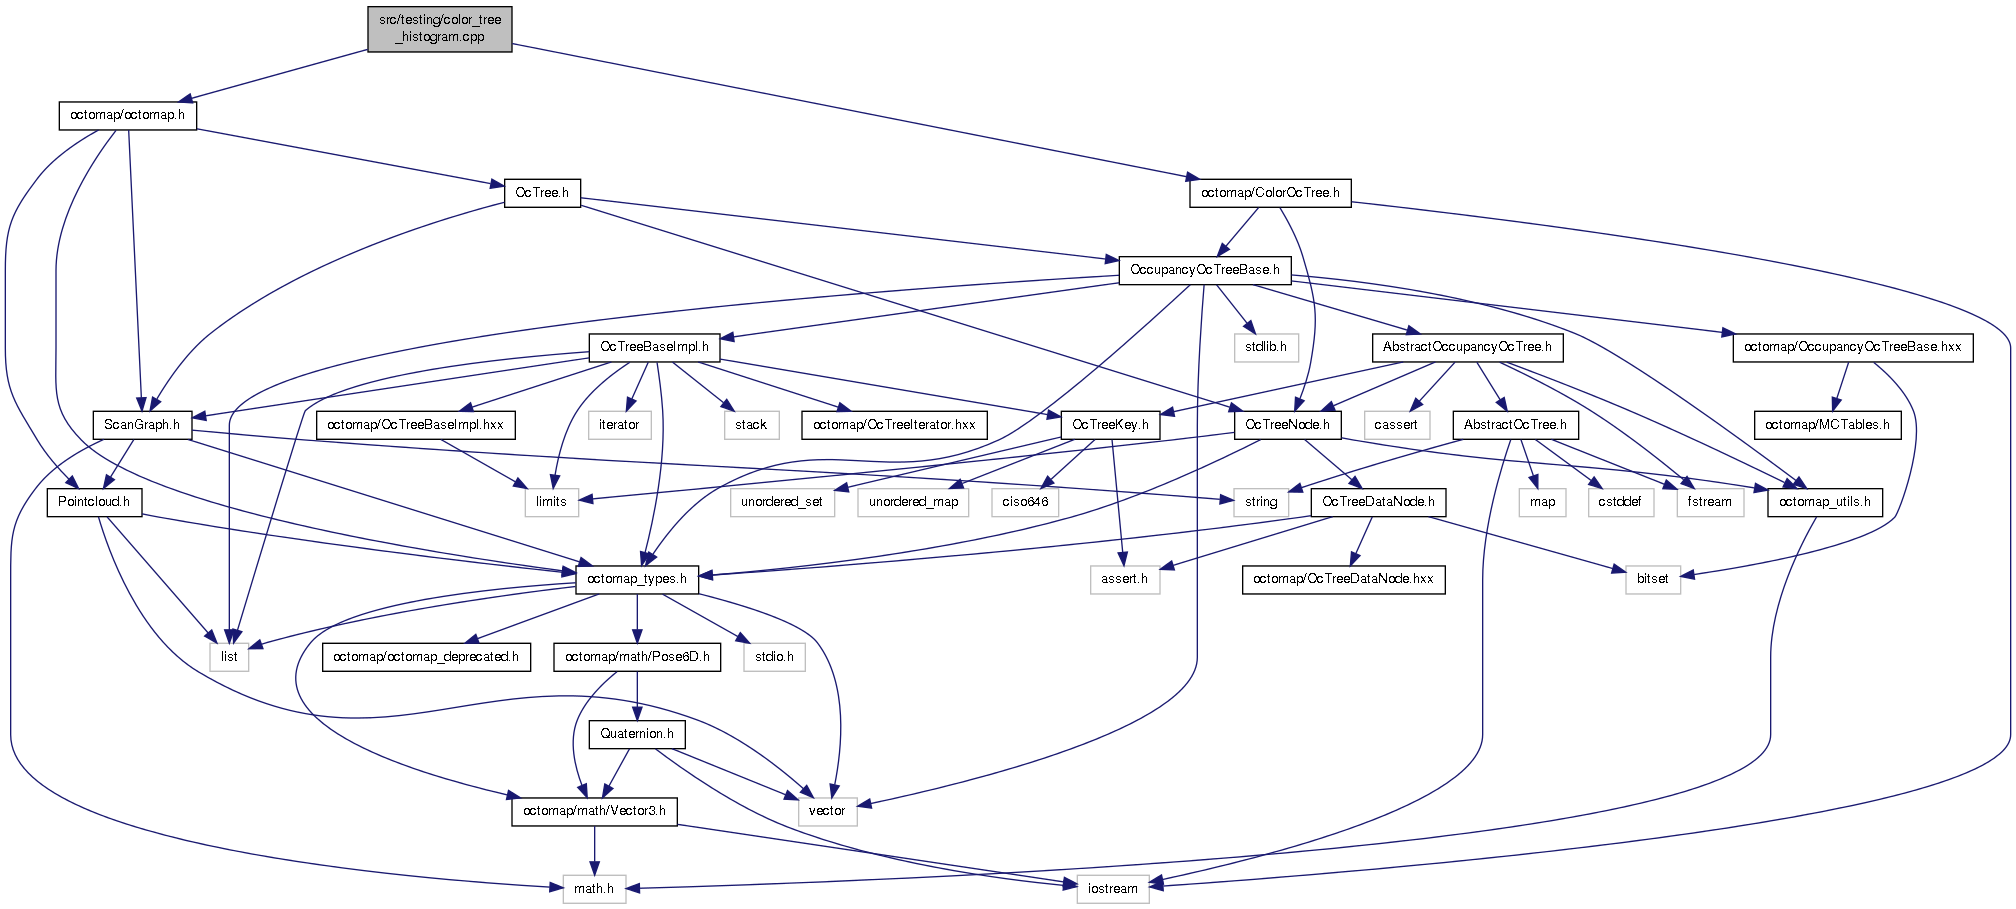 src/testing/color_tree
_histogram.cpp
octomap/octomap.h
OcTree.h
octomap/ColorOcTree.h
OccupancyOcTreeBase.h
OcTreeBaseImpl.h
stdlib.h
AbstractOccupancyOcTree.h
octomap/OccupancyOcTreeBase.hxx
ScanGraph.h
octomap/OcTreeBaseImpl.hxx
iterator
stack
octomap/OcTreeIterator.hxx
OcTreeKey.h
OcTreeNode.h
cassert
AbstractOcTree.h
octomap/MCTables.h
Pointcloud.h
limits
unordered_set
unordered_map
ciso646
string
OcTreeDataNode.h
map
cstddef
fstream
octomap_utils.h
octomap_types.h
assert.h
octomap/OcTreeDataNode.hxx
bitset
list
octomap/octomap_deprecated.h
octomap/math/Pose6D.h
stdio.h
Quaternion.h
octomap/math/Vector3.h
vector
math.h
iostream